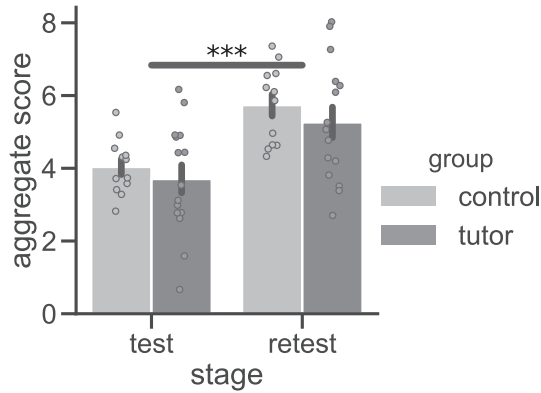 aggregate score
8
6
4
2
0
***
test
retest
stage
group
control
tutor